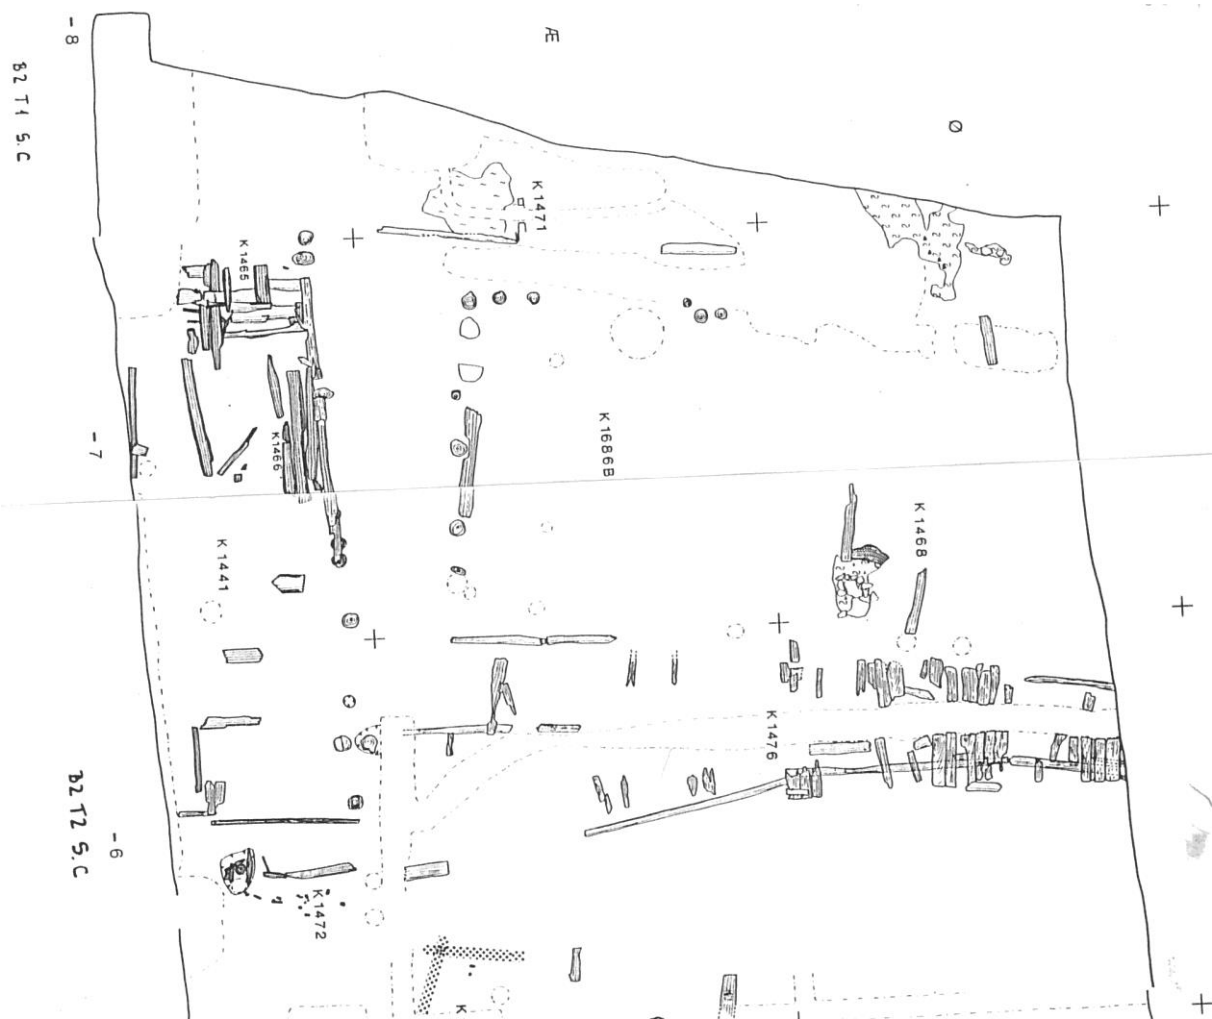 - 8
Æ
Ø
B2 T1 S.C
K1471
K1465
- 7
K1466
K1686B
K1441
K1468
K1476
B2 T2 S.C
- 6
K1472
K